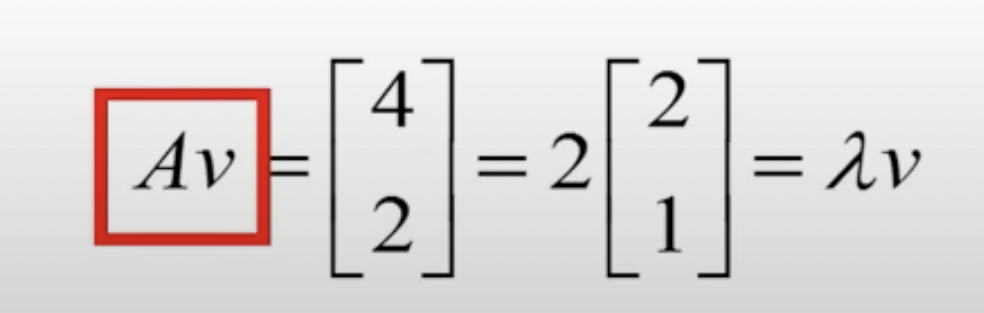 Av = [4 2] = 2 [2 1] = λv